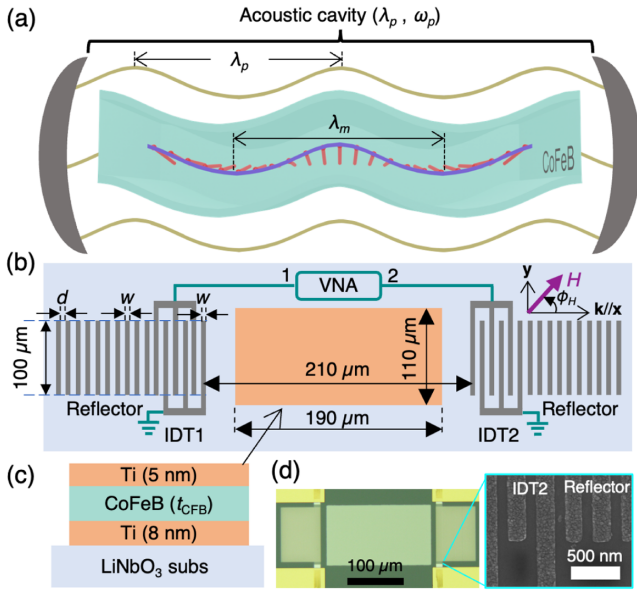 (a)
Acoustic cavity (λp , ωp)
λp
λm
CoFeB
(b)
1 VNA 2
d w w
y H
ϕH
k//x
100 μm
210 μm
110 μm
190 μm
Reflector
IDT1
IDT2
Reflector
(c)
Ti (5 nm)
CoFeB (tCFB)
Ti (8 nm)
LiNbO3 subs
(d)
100 μm
IDT2 Reflector
500 nm